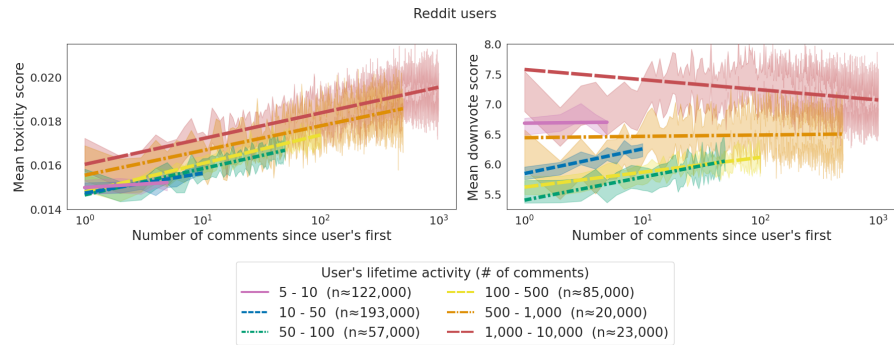 Reddit users
Mean toxicity score
0.020
0.018
0.016
0.014
10⁰
10¹
10²
10³
Number of comments since user's first
Mean downvote score
8.0
7.5
7.0
6.5
6.0
5.5
10⁰
10¹
10²
10³
Number of comments since user's first
User's lifetime activity (# of comments)
5 - 10 (n≈122,000)
10 - 50 (n≈193,000)
50 - 100 (n≈57,000)
100 - 500 (n≈85,000)
500 - 1,000 (n≈20,000)
1,000 - 10,000 (n≈23,000)